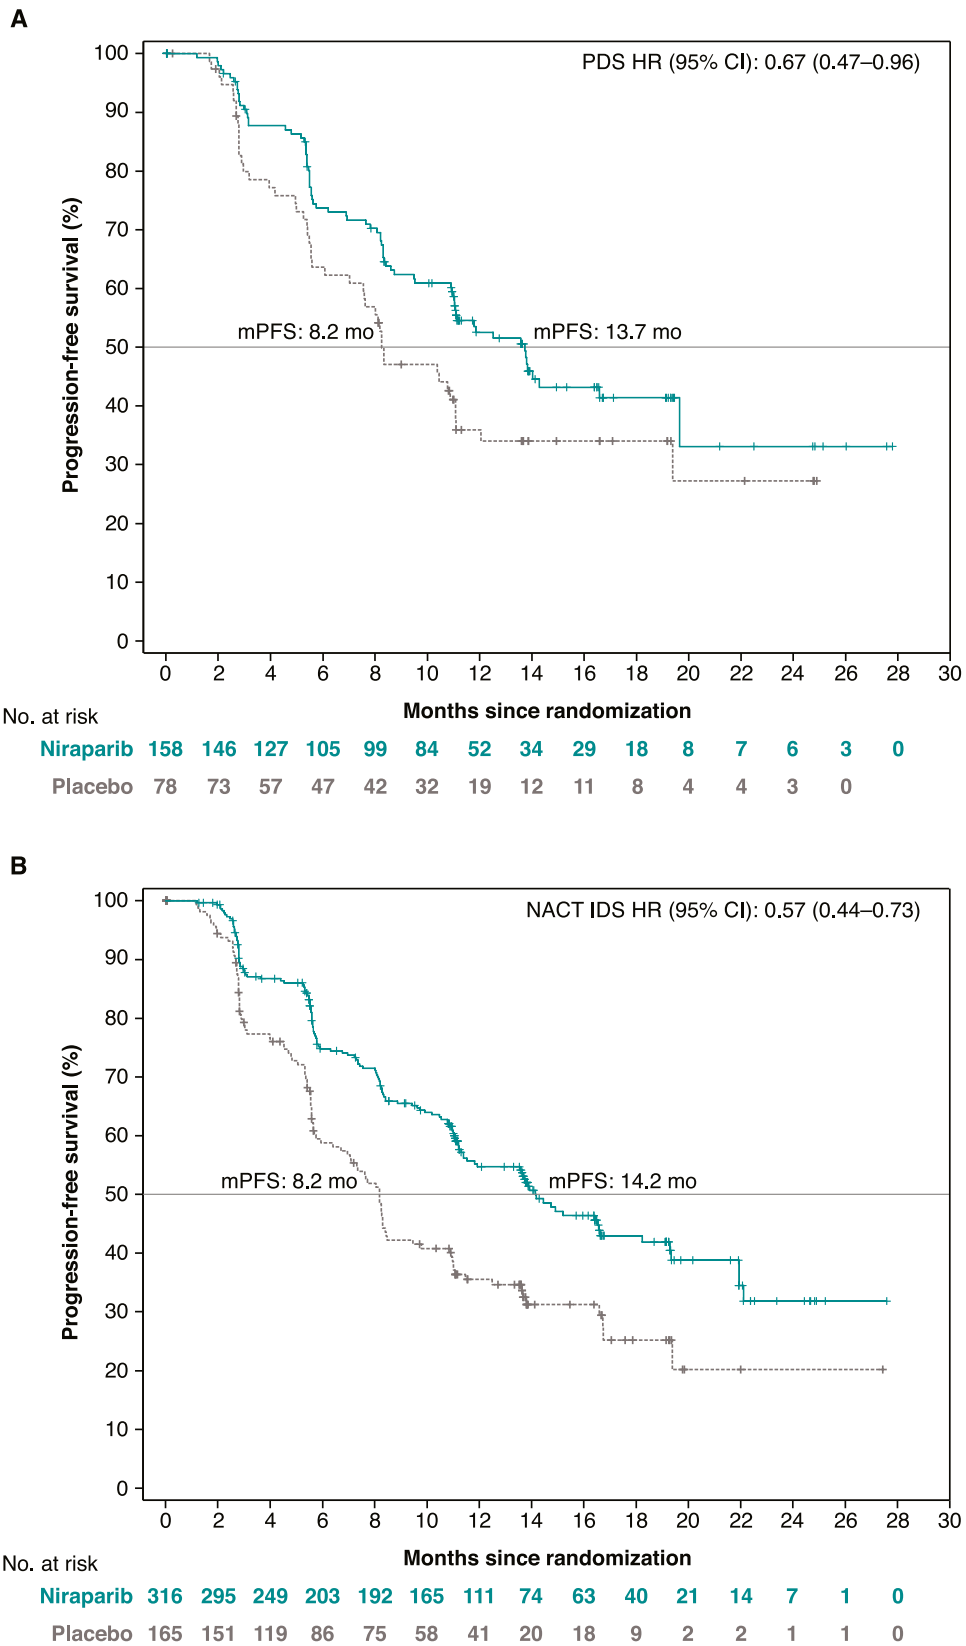 A
PDS HR (95% CI): 0.67 (0.47–0.96)
100
90
80
70
60
50
40
30
20
10
0
Progression-free survival (%)
mPFS: 8.2 mo
mPFS: 13.7 mo
0 2 4 6 8 10 12 14 16 18 20 22 24 26 28 30
Months since randomization
No. at risk
Niraparib 158 146 127 105 99 84 52 34 29 18 8 7 6 3 0
Placebo 78 73 57 47 42 32 19 12 11 8 4 4 3 0
B
NACT IDS HR (95% CI): 0.57 (0.44–0.73)
100
90
80
70
60
50
40
30
20
10
0
Progression-free survival (%)
mPFS: 8.2 mo
mPFS: 14.2 mo
0 2 4 6 8 10 12 14 16 18 20 22 24 26 28 30
Months since randomization
No. at risk
Niraparib 316 295 249 203 192 165 111 74 63 40 21 14 7 1 0
Placebo 165 151 119 86 75 58 41 20 18 9 2 2 1 1 0